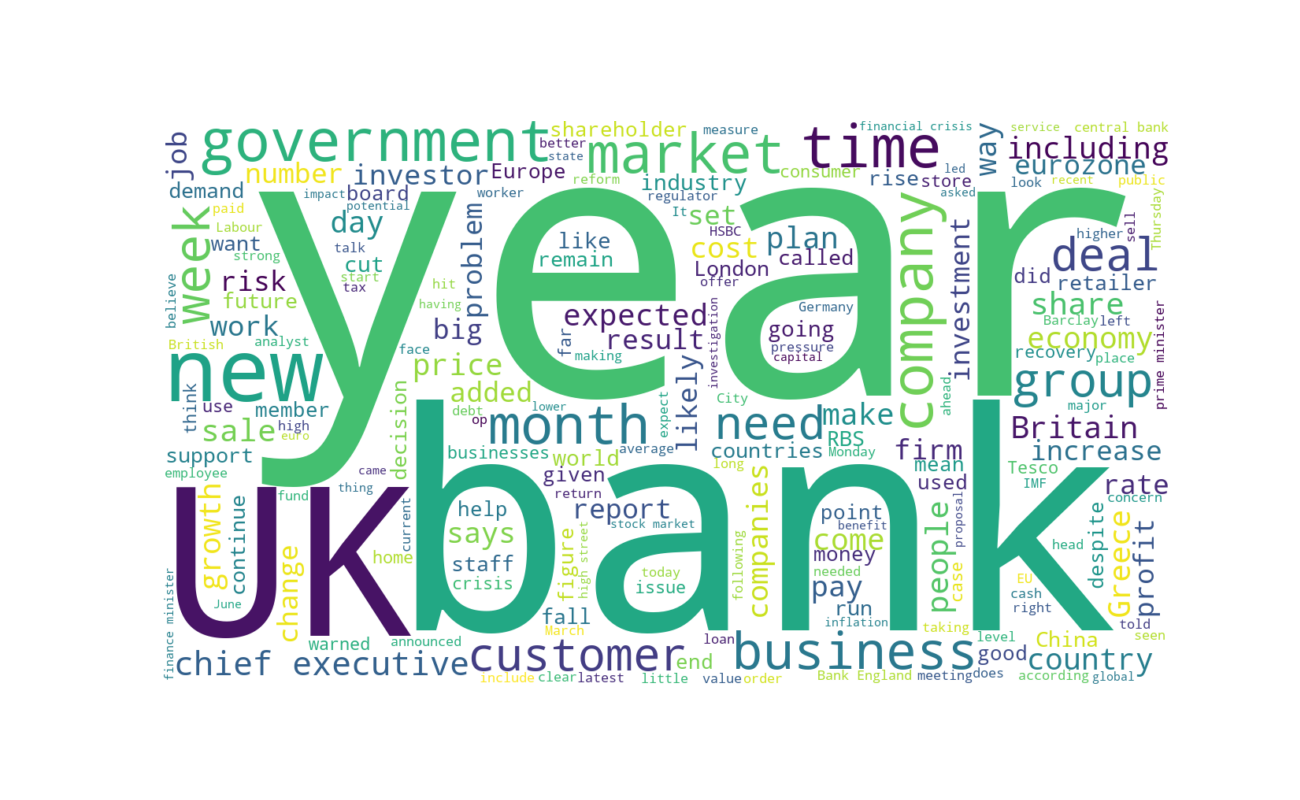 year
bank
UK
government
market
time
new
company
month
need
deal
group
business
customer
chief executive
week
job
shareholder
measure
financial crisis
service
central bank
better
state
number
investor
Europe
reform
consumer
way
including
eurozone
demand
impact
board
worker
industry
regulator
rise
store
led
look
recent
public
asked
paid
potential
day
problem
It
set
HSBC
plan
Labour
want
talk
like
cost
called
higher
sell
Thursday
strong
cut
remain
London
did
risk
start
tax
offer
retailer
believe
future
hit
having
Germany
share
work
big
expected
going
Barclay
left
economy
British
analyst
face
far
making
result
investigation
pressure
capital
investment
recovery
place
prime minister
price
think
use
member
decision
added
debt
lower
likely
expect
City
make
ahead
major
sale
high
euro
op
average
RBS
Monday
firm
Britain
support
businesses
world
countries
mean
increase
employee
came
given
long
used
Tesco
IMF
rate
concern
growth
continue
fund
thing
return
companies
current
help
report
stock market
point
benefit
people
proposal
Greece
profit
despite
head
says
figure
high street
come
money
change
home
staff
crisis
today
issue
following
needed
pay
case
EU
cash
right
June
fall
run
inflation
taking
told
finance minister
warned
announced
March
loan
level
China
seen
end
good
country
include
clear
latest
little
value
order
Bank England
meeting
does
according
global